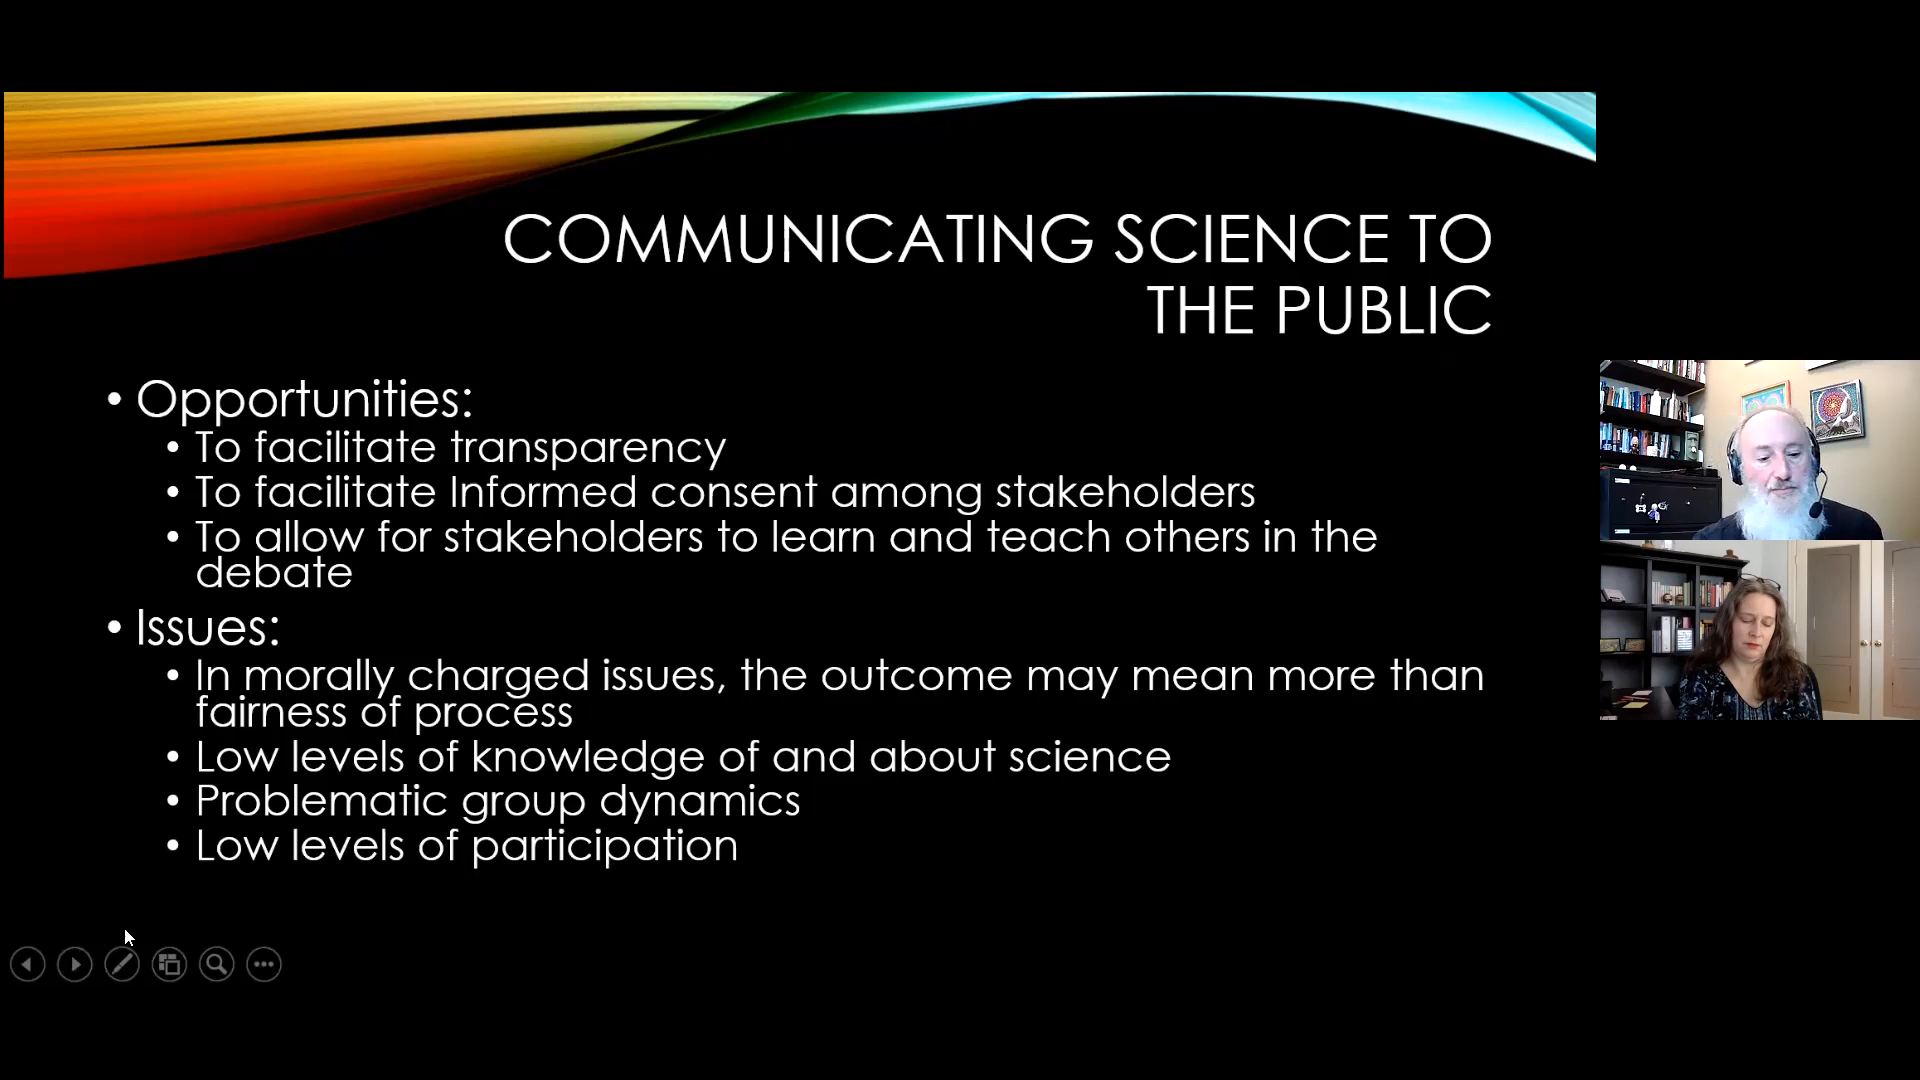 COMMUNICATING SCIENCE TO
THE PUBLIC
• Opportunities:
• To facilitate transparency
• To facilitate Informed consent among stakeholders
• To allow for stakeholders to learn and teach others in the
debate
• Issues:
• In morally charged issues, the outcome may mean more than
fairness of process
• Low levels of knowledge of and about science
• Problematic group dynamics
• Low levels of participation